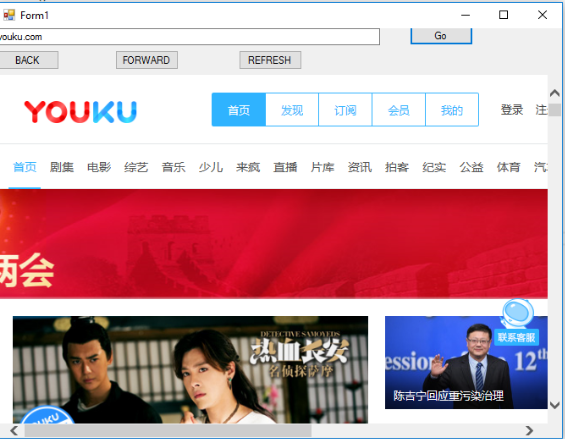 Form1
youku.com
Go
BACK FORWARD REFRESH
YOUKU 首页 发现 订阅 会员 我的 登录 注
首页 剧集 电影 综艺 音乐 少儿 来疯 直播 片库 资讯 拍客 纪实 公益 体育 汽
两会
DETECTIVE SAMOYEDS
热血长安
名侦探萨摩
联系客服
ession 12th
陈吉宁回应重污染治理
YOUKU